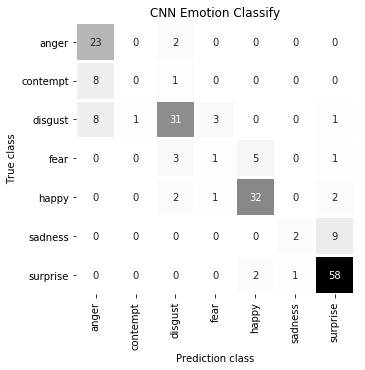 CNN Emotion Classify
anger 23 0 2 0 0 0 0
contempt 8 0 1 0 0 0 0
disgust 8 1 31 3 0 0 1
fear 0 0 3 1 5 0 1
happy 0 0 2 1 32 0 2
sadness 0 0 0 0 0 2 9
surprise 0 0 0 0 2 1 58
True class
anger contempt disgust fear happy sadness surprise
Prediction class